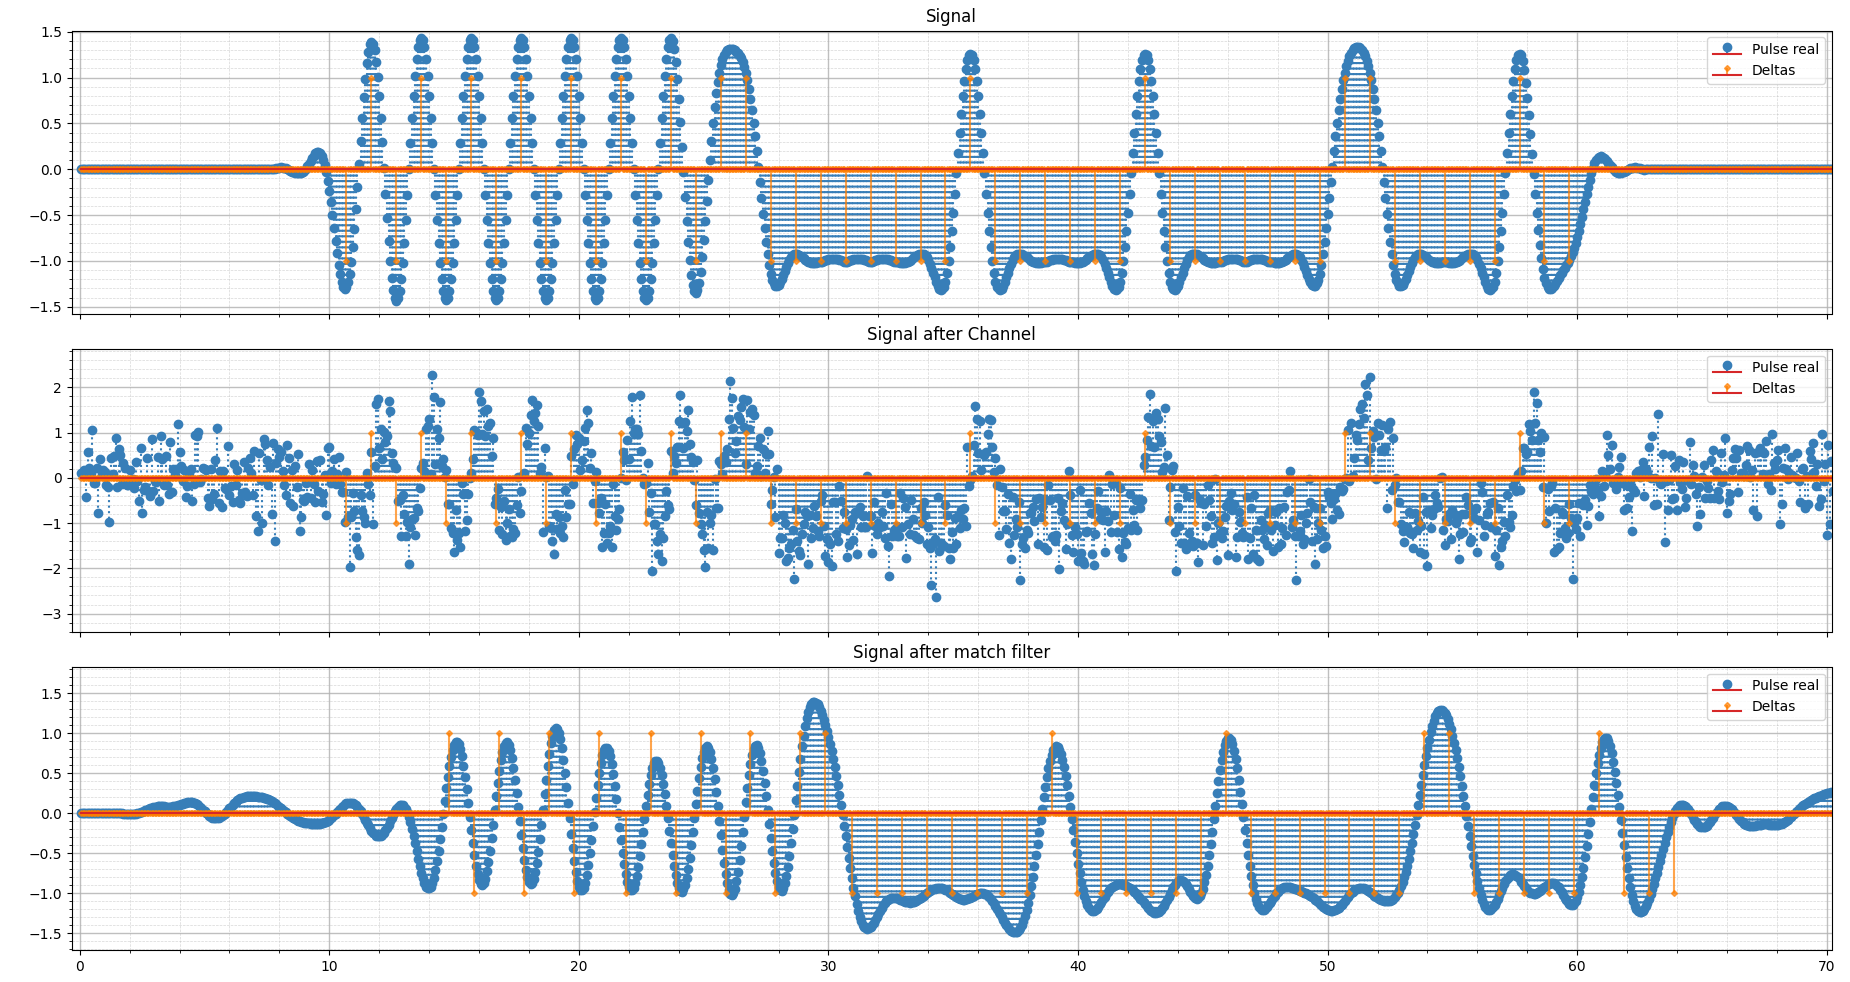 Signal
1.5
1.0
0.5
0.0
−0.5
−1.0
−1.5
Pulse real
Deltas
Signal after Channel
2
1
0
−1
−2
−3
Pulse real
Deltas
Signal after match filter
1.5
1.0
0.5
0.0
−0.5
−1.0
−1.5
Pulse real
Deltas
0 10 20 30 40 50 60 70